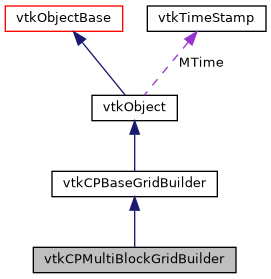 vtkObjectBase
vtkTimeStamp
MTime
vtkObject
vtkCPBaseGridBuilder
vtkCPMultiBlockGridBuilder